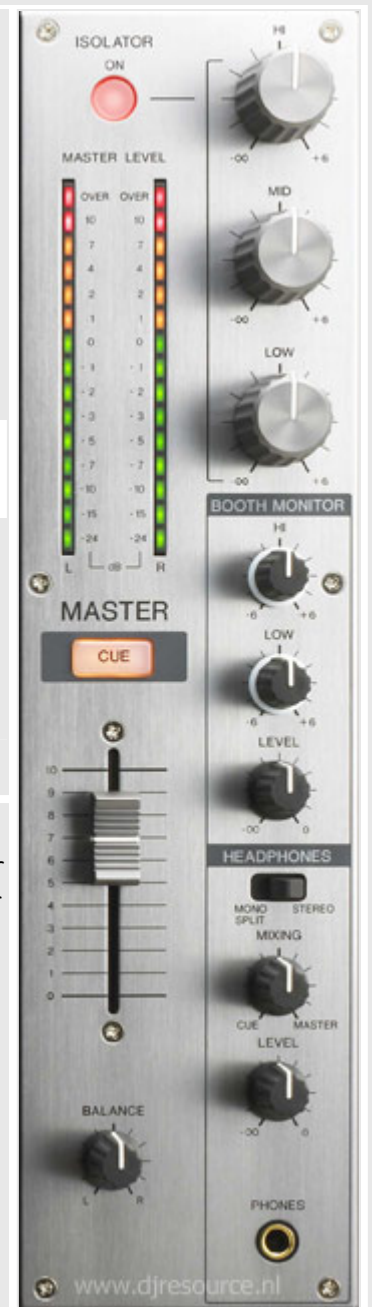 ISOLATOR
ON
HI
-∞ +6
MID
-∞ +6
LOW
-∞ +6
MASTER LEVEL
OVER OVER
10 10
7 7
4 4
2 2
1 1
0 0
-1 -1
-2 -2
-3 -3
-5 -5
-7 -7
-10 -10
-15 -15
-24 -24
L dB R
MASTER
CUE
10
9
8
7
6
5
4
3
2
1
0
BALANCE
L R
BOOTH MONITOR
HI
-6 +6
LOW
-6 +6
LEVEL
-∞ 0
HEADPHONES
MONO STEREO
SPLIT
MIXING
CUE MASTER
LEVEL
-∞ 0
PHONES
www.djresource.nl